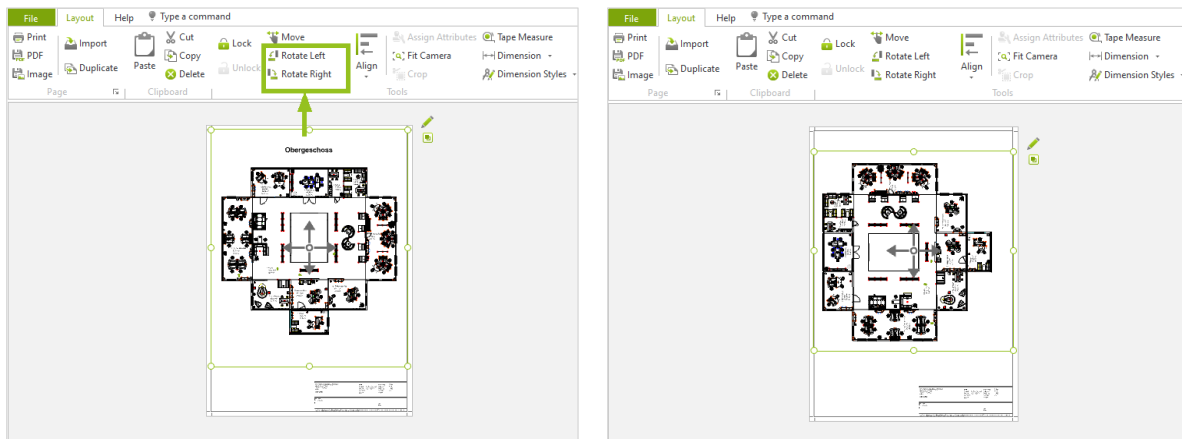 File Layout Help Type a command
Print Import Paste Cut Lock Move Align Assign Attributes Tape Measure
PDF Copy Rotate Left Fit Camera Dimension
Image Duplicate Delete Unlock Rotate Right Crop Dimension Styles
Page Clipboard Tools
Obergeschoss
File Layout Help Type a command
Print Import Paste Cut Lock Move Align Assign Attributes Tape Measure
PDF Copy Rotate Left Fit Camera Dimension
Image Duplicate Delete Unlock Rotate Right Crop Dimension Styles
Page Clipboard Tools